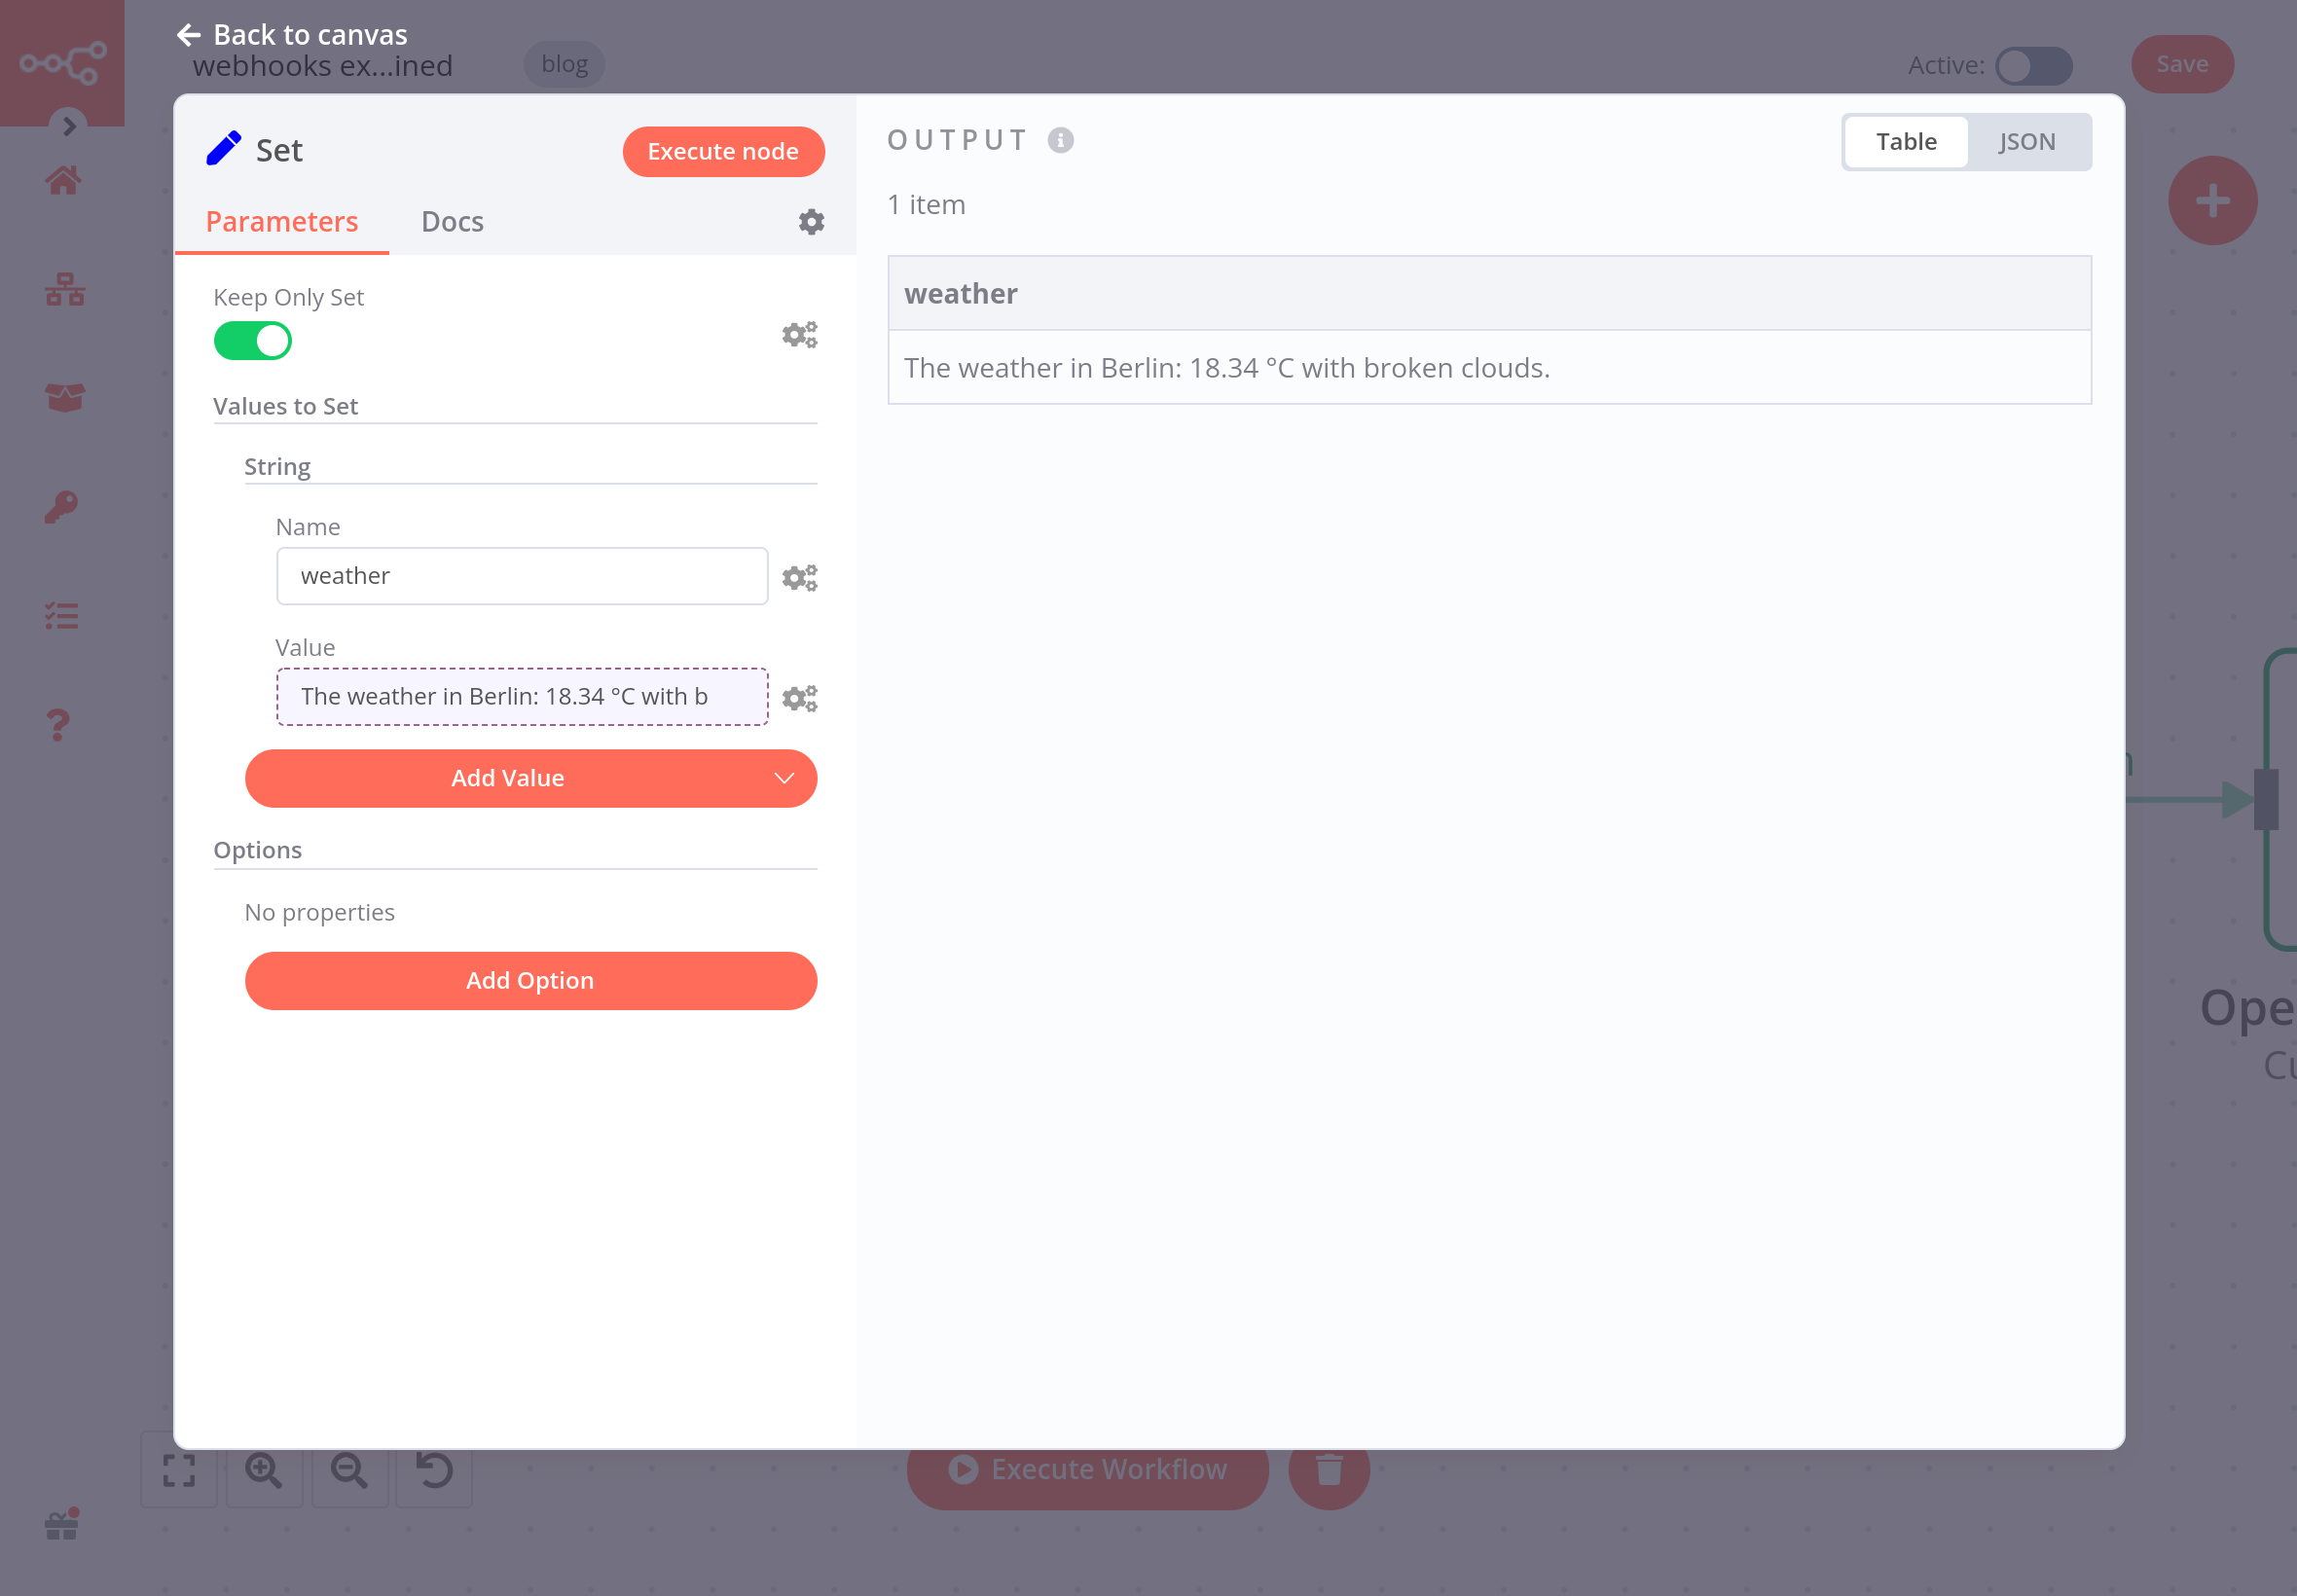 Back to canvas
webhooks ex...ined
blog
Active:
Save
Set
Execute node
Parameters
Docs
Keep Only Set
Values to Set
String
Name
weather
Value
The weather in Berlin: 18.34 °C with b
Add Value
Options
No properties
Add Option
OUTPUT
Table
JSON
1 item
weather
The weather in Berlin: 18.34 °C with broken clouds.
Ope
Cu
Execute Workflow